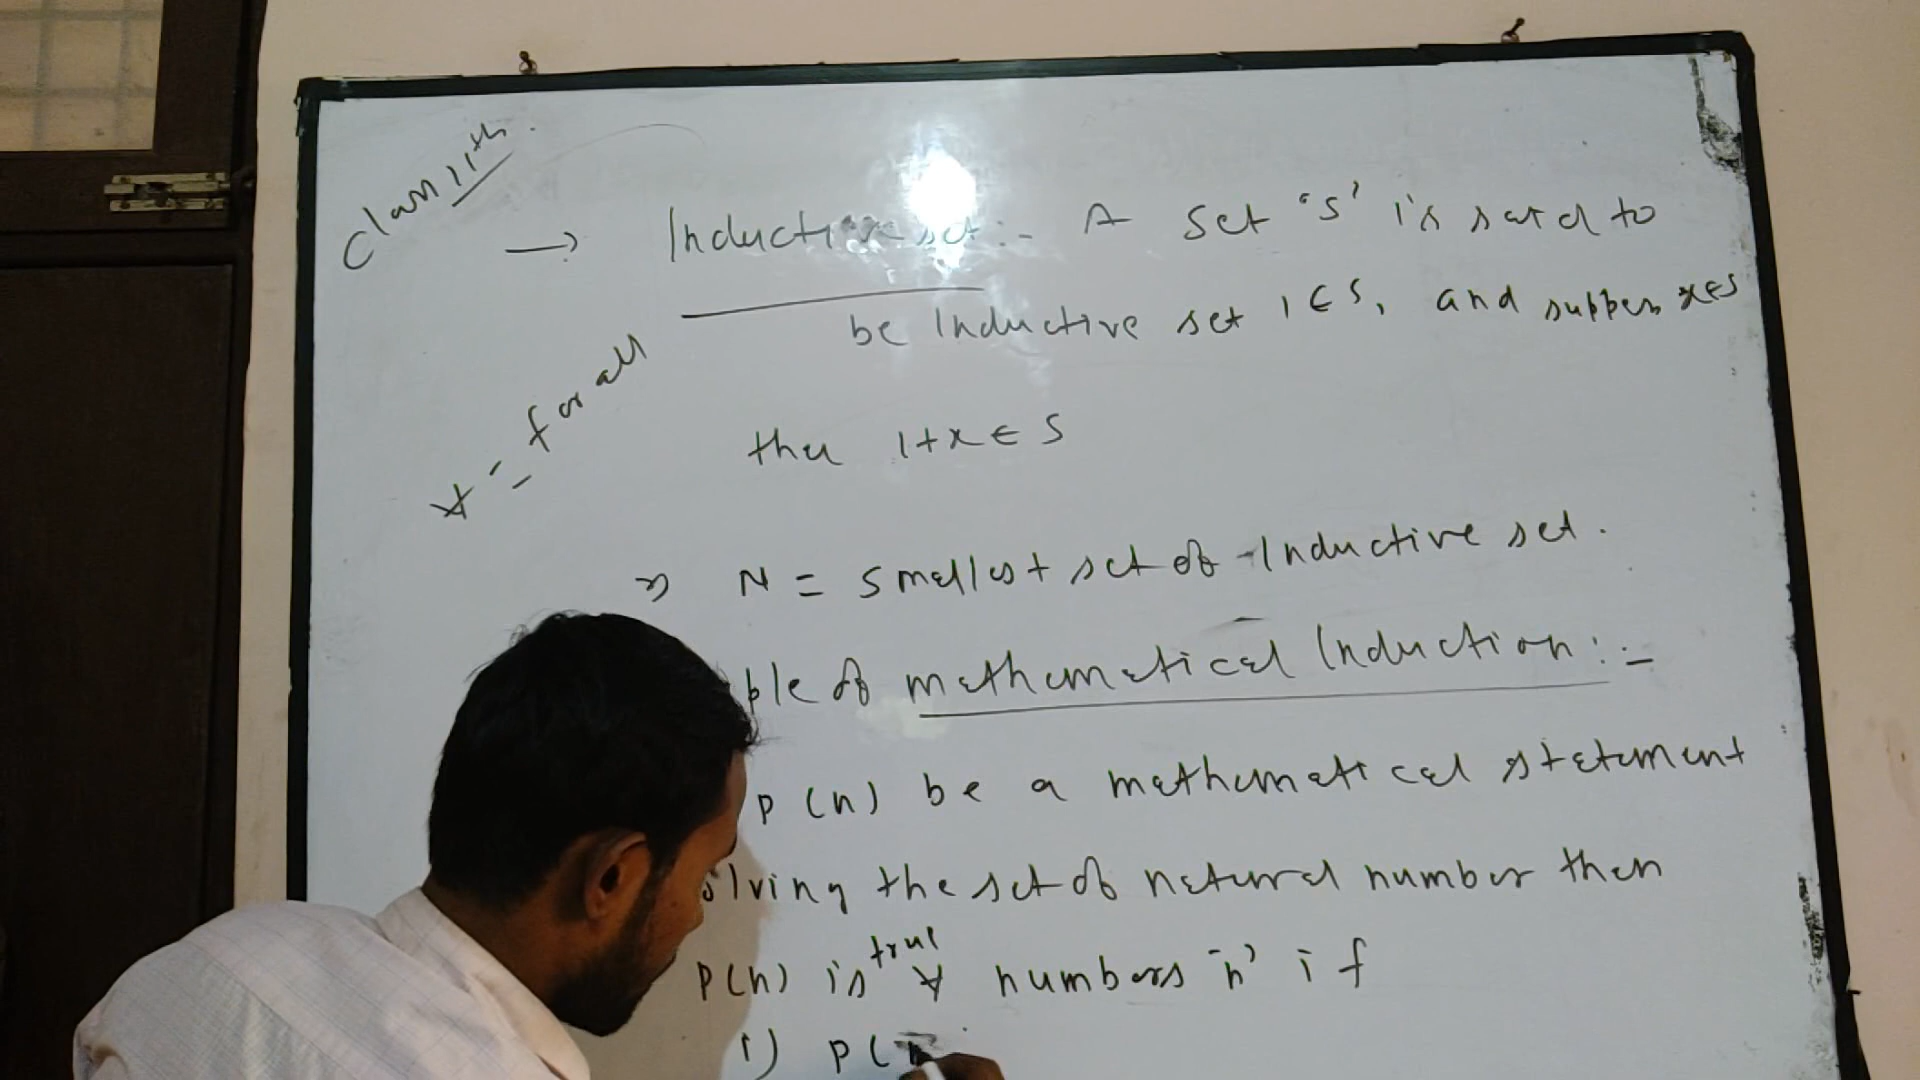 Class 11th.
→ Inductive set :- A set 's' is said to
be Inductive set 1 ∈ S, and suppose x∈S
then 1+x ∈ S
∀ = for all
N = smallest set of Inductive set.
ple of mathematical Induction :-
p(n) be a mathematical statement
olving the set of natural number then
p(n) is true ∀ numbers 'n' if
1) p(